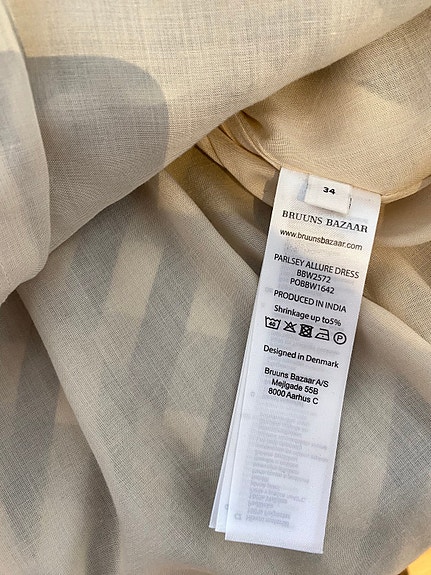 34
BRUUNS BAZAAR
www.bruunsbazaar.com
PARLSEY ALLURE DRESS
BBW2572
POBBW1642
PRODUCED IN INDIA
Shrinkage up to5%
40 P
Designed in Denmark
Bruuns Bazaar A/S
Mejlgade 55B
8000 Aarhus C